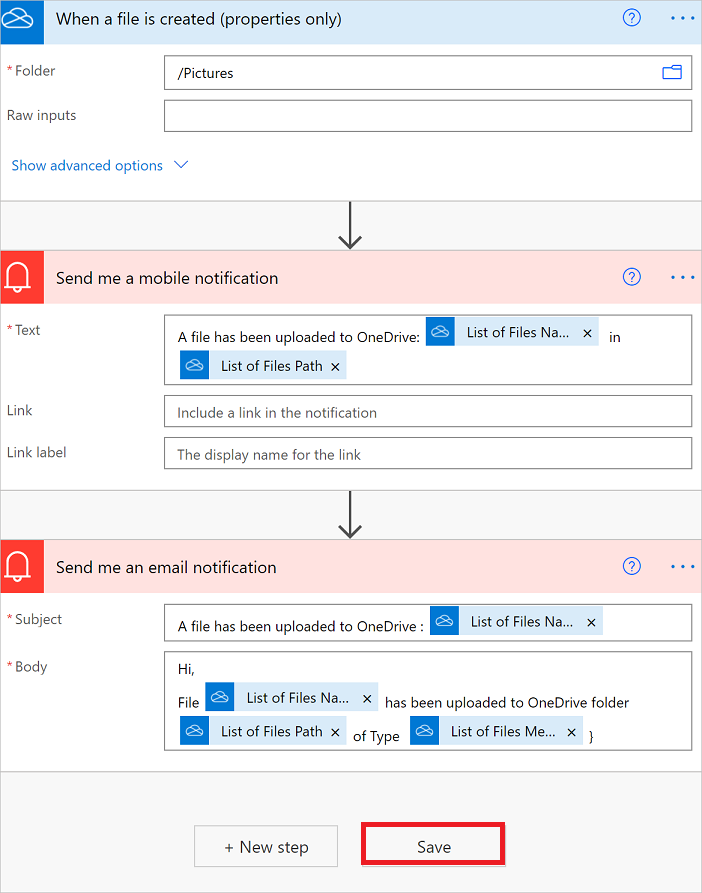 When a file is created (properties only)
* Folder
/Pictures
Raw inputs
Show advanced options
Send me a mobile notification
* Text
A file has been uploaded to OneDrive: List of Files Na... × in
List of Files Path ×
Link
Include a link in the notification
Link label
The display name for the link
Send me an email notification
* Subject
A file has been uploaded to OneDrive : List of Files Na... ×
* Body
Hi,
File List of Files Na... × has been uploaded to OneDrive folder
List of Files Path × of Type List of Files Me... × }
+ New step
Save